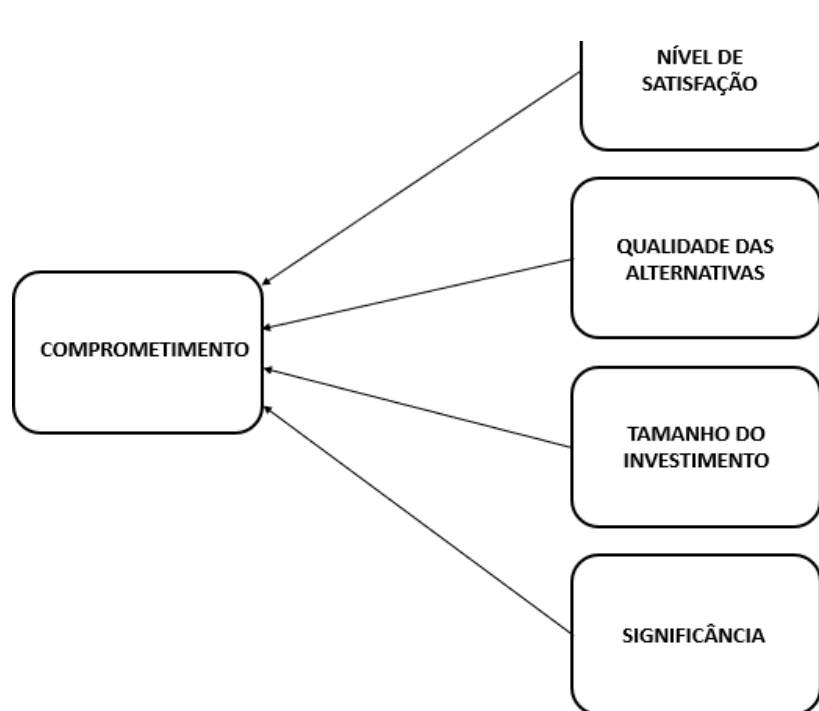 NÍVEL DE
SATISFAÇÃO
QUALIDADE DAS
ALTERNATIVAS
COMPROMETIMENTO
TAMANHO DO
INVESTIMENTO
SIGNIFICÂNCIA